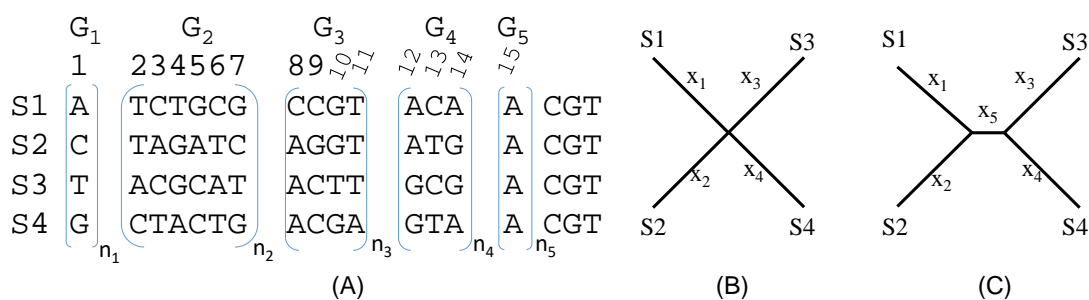 G1 G2 G3 G4 G5
1 234567 89 10 11 12 13 14 15
S1 A TCTGCG CCGT ACA A CGT
S2 C TAGATC AGGT ATG A CGT
S3 T ACGCAT ACTT GCG A CGT
S4 G CTACTG ACGA GTA A CGT
n1 n2 n3 n4 n5
(A)
S1 S3
x1 x3
x2 x4
S2 S4
(B)
S1 S3
x1 x3
x5
x2 x4
S2 S4
(C)